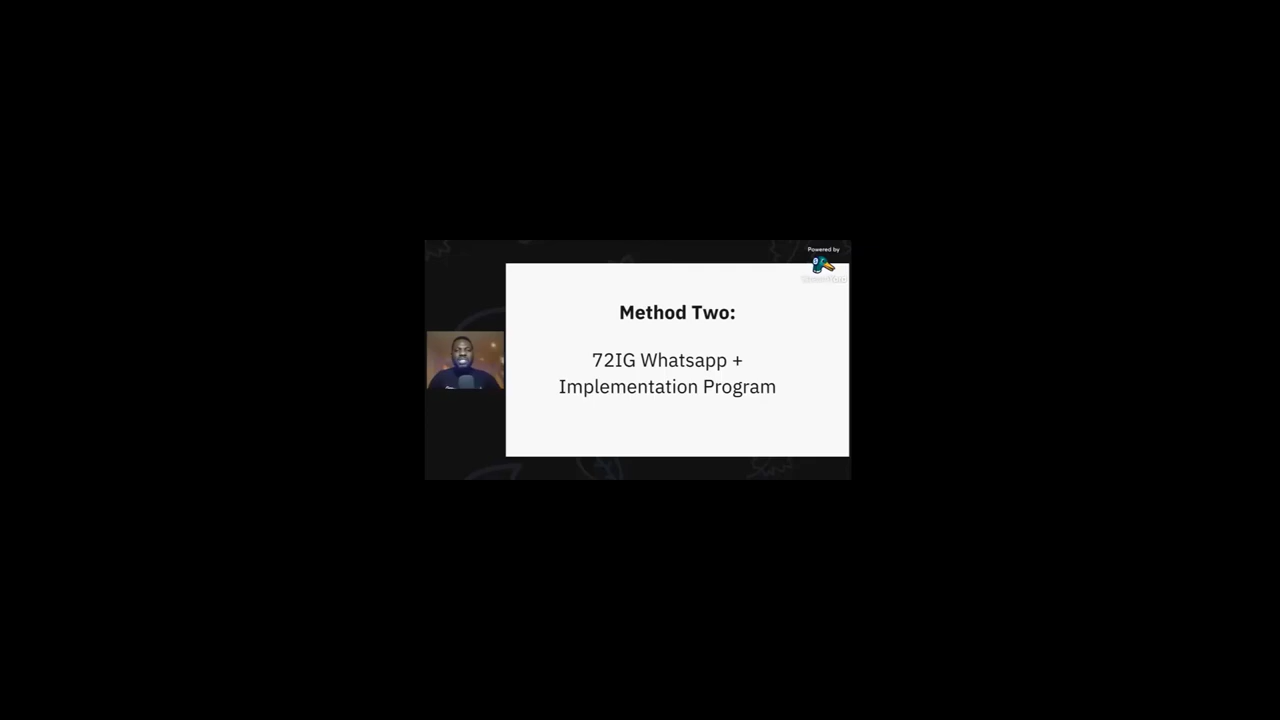 Powered by
Method Two:
72IG Whatsapp +
Implementation Program